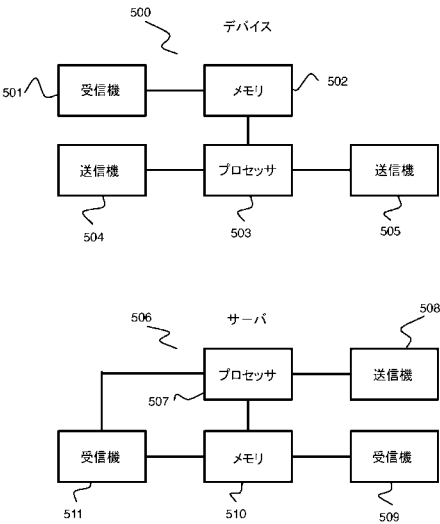 500
デバイス
501
受信機
メモリ
502
送信機
プロセッサ
送信機
504
503
505
506
サーバ
508
プロセッサ
送信機
507
受信機
メモリ
受信機
511
510
509